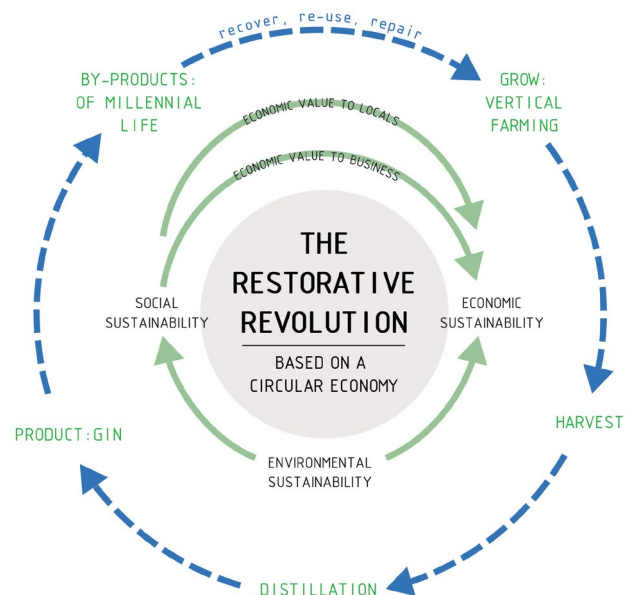 recover, re-use, repair
BY-PRODUCTS:
OF MILLENNIAL
LIFE
GROW:
VERTICAL
FARMING
ECONOMIC VALUE TO LOCALS
ECONOMIC VALUE TO BUSINESS
THE
RESTORATIVE
REVOLUTION
BASED ON A
CIRCULAR ECONOMY
SOCIAL
SUSTAINABILITY
ECONOMIC
SUSTAINABILITY
HARVEST
PRODUCT:GIN
ENVIRONMENTAL
SUSTAINABILITY
DISTILLATION